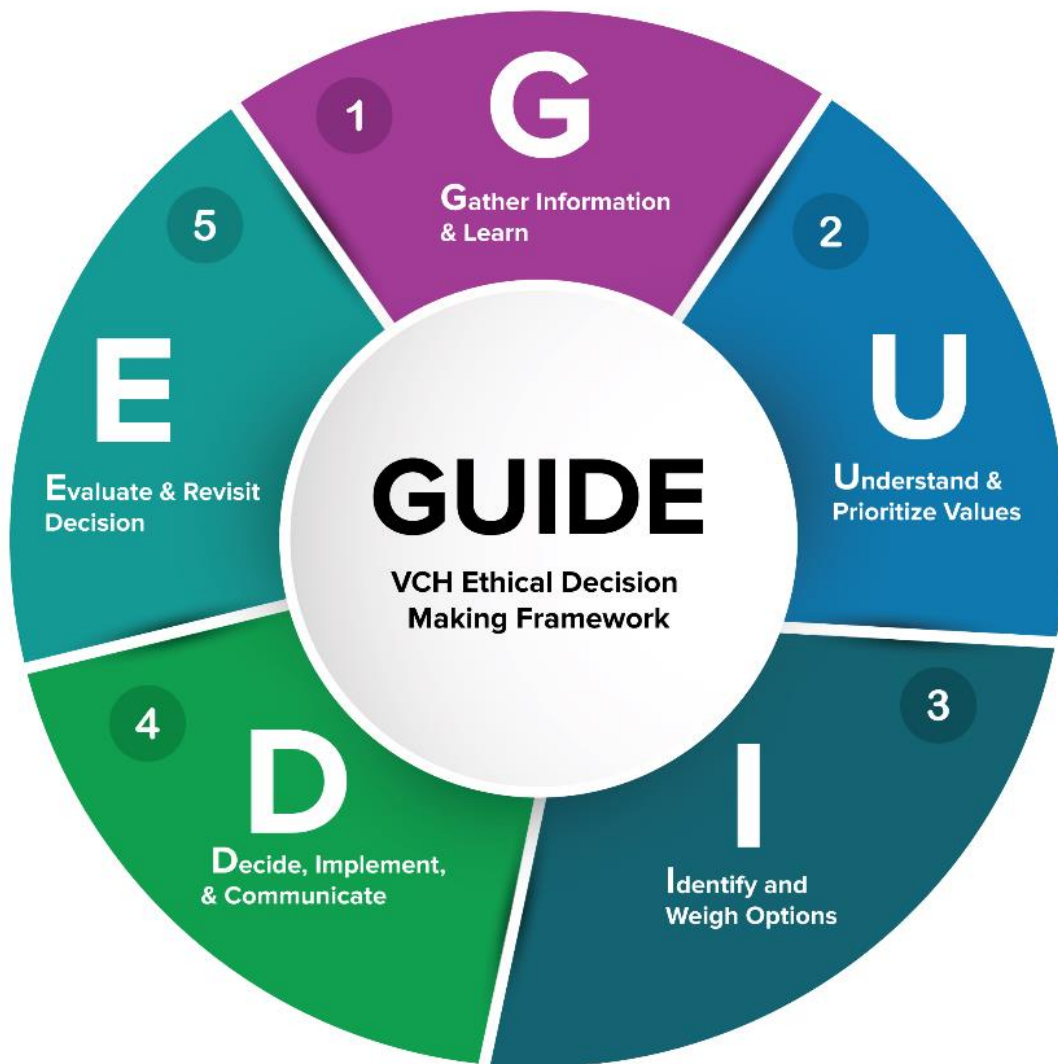 GUIDE
VCH Ethical Decision
Making Framework
1
G
Gather Information
& Learn
2
U
Understand &
Prioritize Values
3
I
Identify and
Weigh Options
4
D
Decide, Implement,
& Communicate
5
E
Evaluate & Revisit
Decision